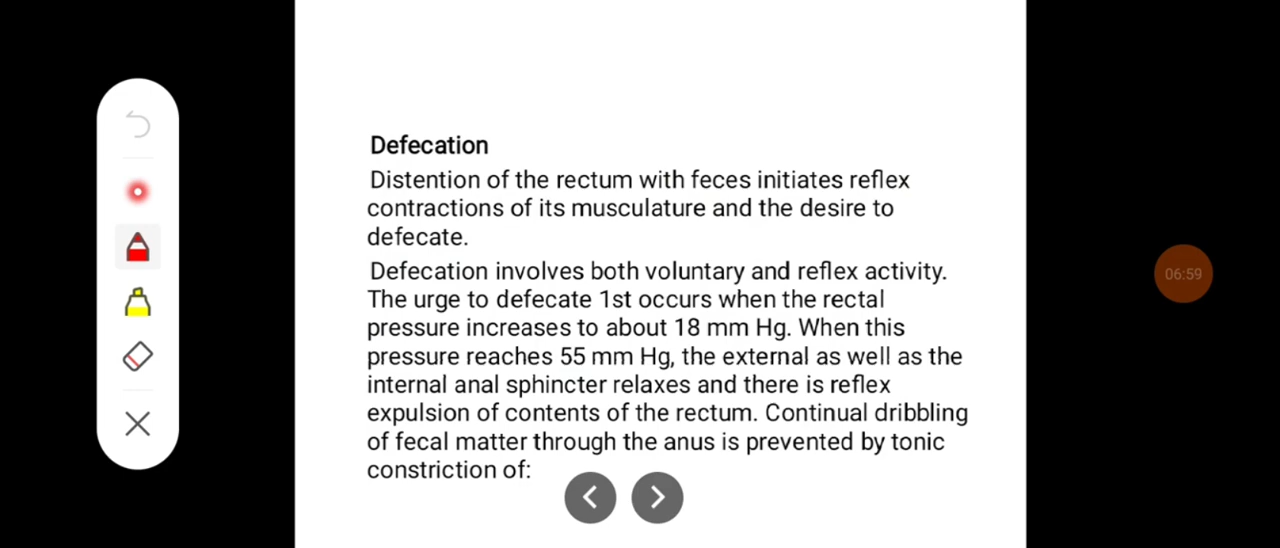 Defecation
Distention of the rectum with feces initiates reflex
contractions of its musculature and the desire to
defecate.
Defecation involves both voluntary and reflex activity.
The urge to defecate 1st occurs when the rectal
pressure increases to about 18 mm Hg. When this
pressure reaches 55 mm Hg, the external as well as the
internal anal sphincter relaxes and there is reflex
expulsion of contents of the rectum. Continual dribbling
of fecal matter through the anus is prevented by tonic
constriction of:
06:59